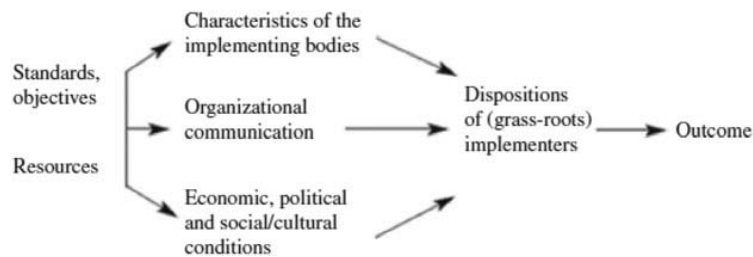 Standards,
objectives
Resources
Characteristics of the
implementing bodies
Organizational
communication
Economic, political
and social/cultural
conditions
Dispositions
of (grass-roots)
implementers
Outcome